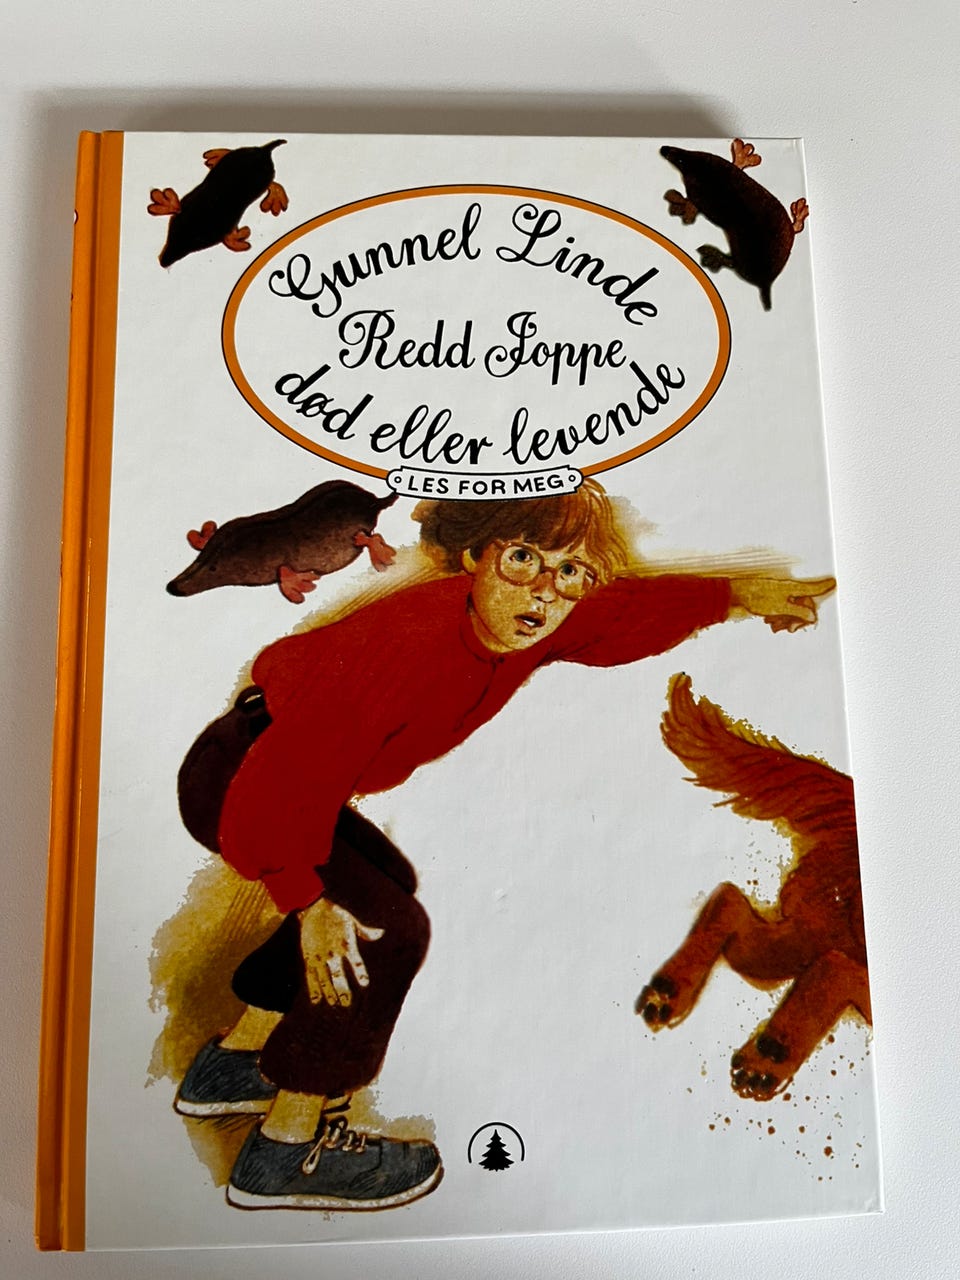 Gunnel Linde
Redd Joppe
død eller levende
LES FOR MEG